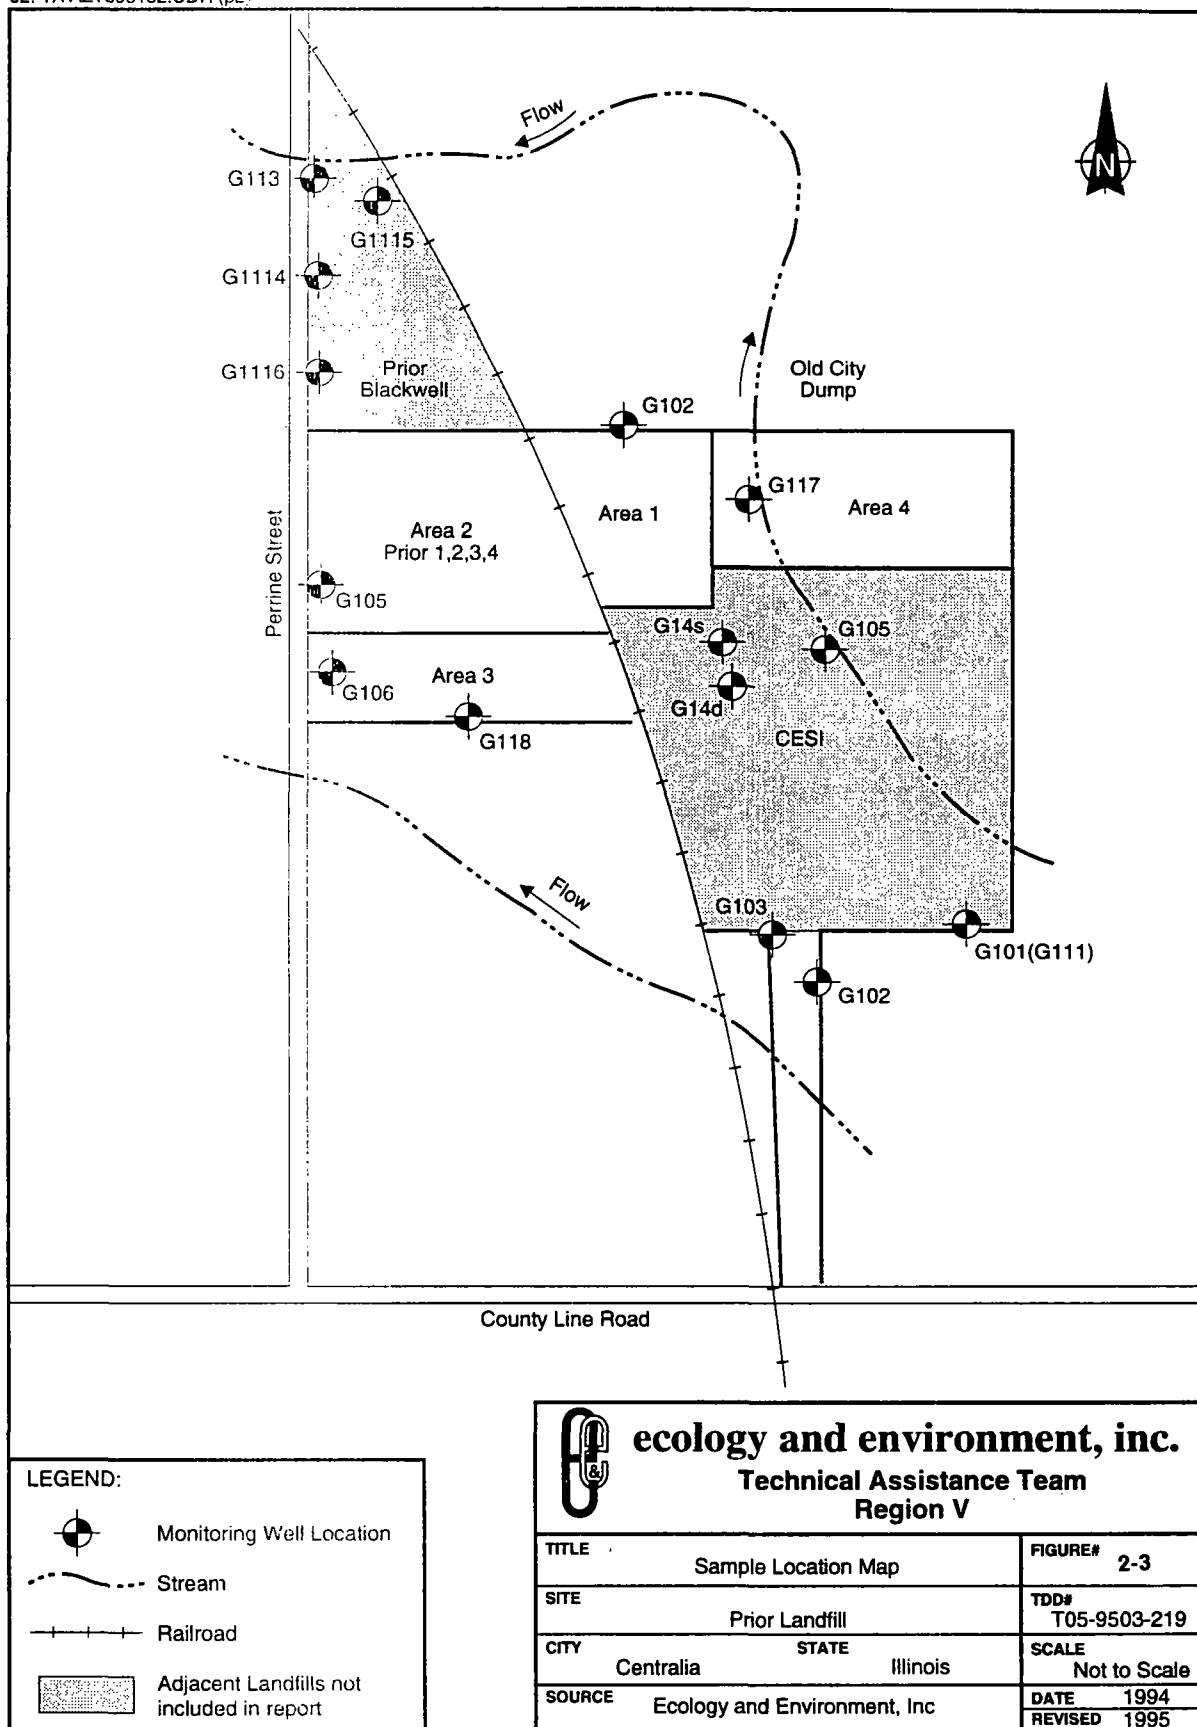 Flow
N
G113
G1115
G1114
G1116
Prior
Blackwell
Old City
Dump
G102
G117
Area 1
Area 4
Area 2
Prior 1,2,3,4
Perrine Street
G105
G14s
G105
G106
Area 3
G14d
G118
CESI
Flow
G103
G101(G111)
G102
County Line Road
ecology and environment, inc.
Technical Assistance Team
Region V
LEGEND:
Monitoring Well Location
Stream
Railroad
Adjacent Landfills not
included in report
TITLE
Sample Location Map
FIGURE# 2-3
SITE
Prior Landfill
TDD#
T05-9503-219
CITY STATE
Centralia Illinois
SCALE
Not to Scale
SOURCE Ecology and Environment, Inc
DATE 1994
REVISED 1995